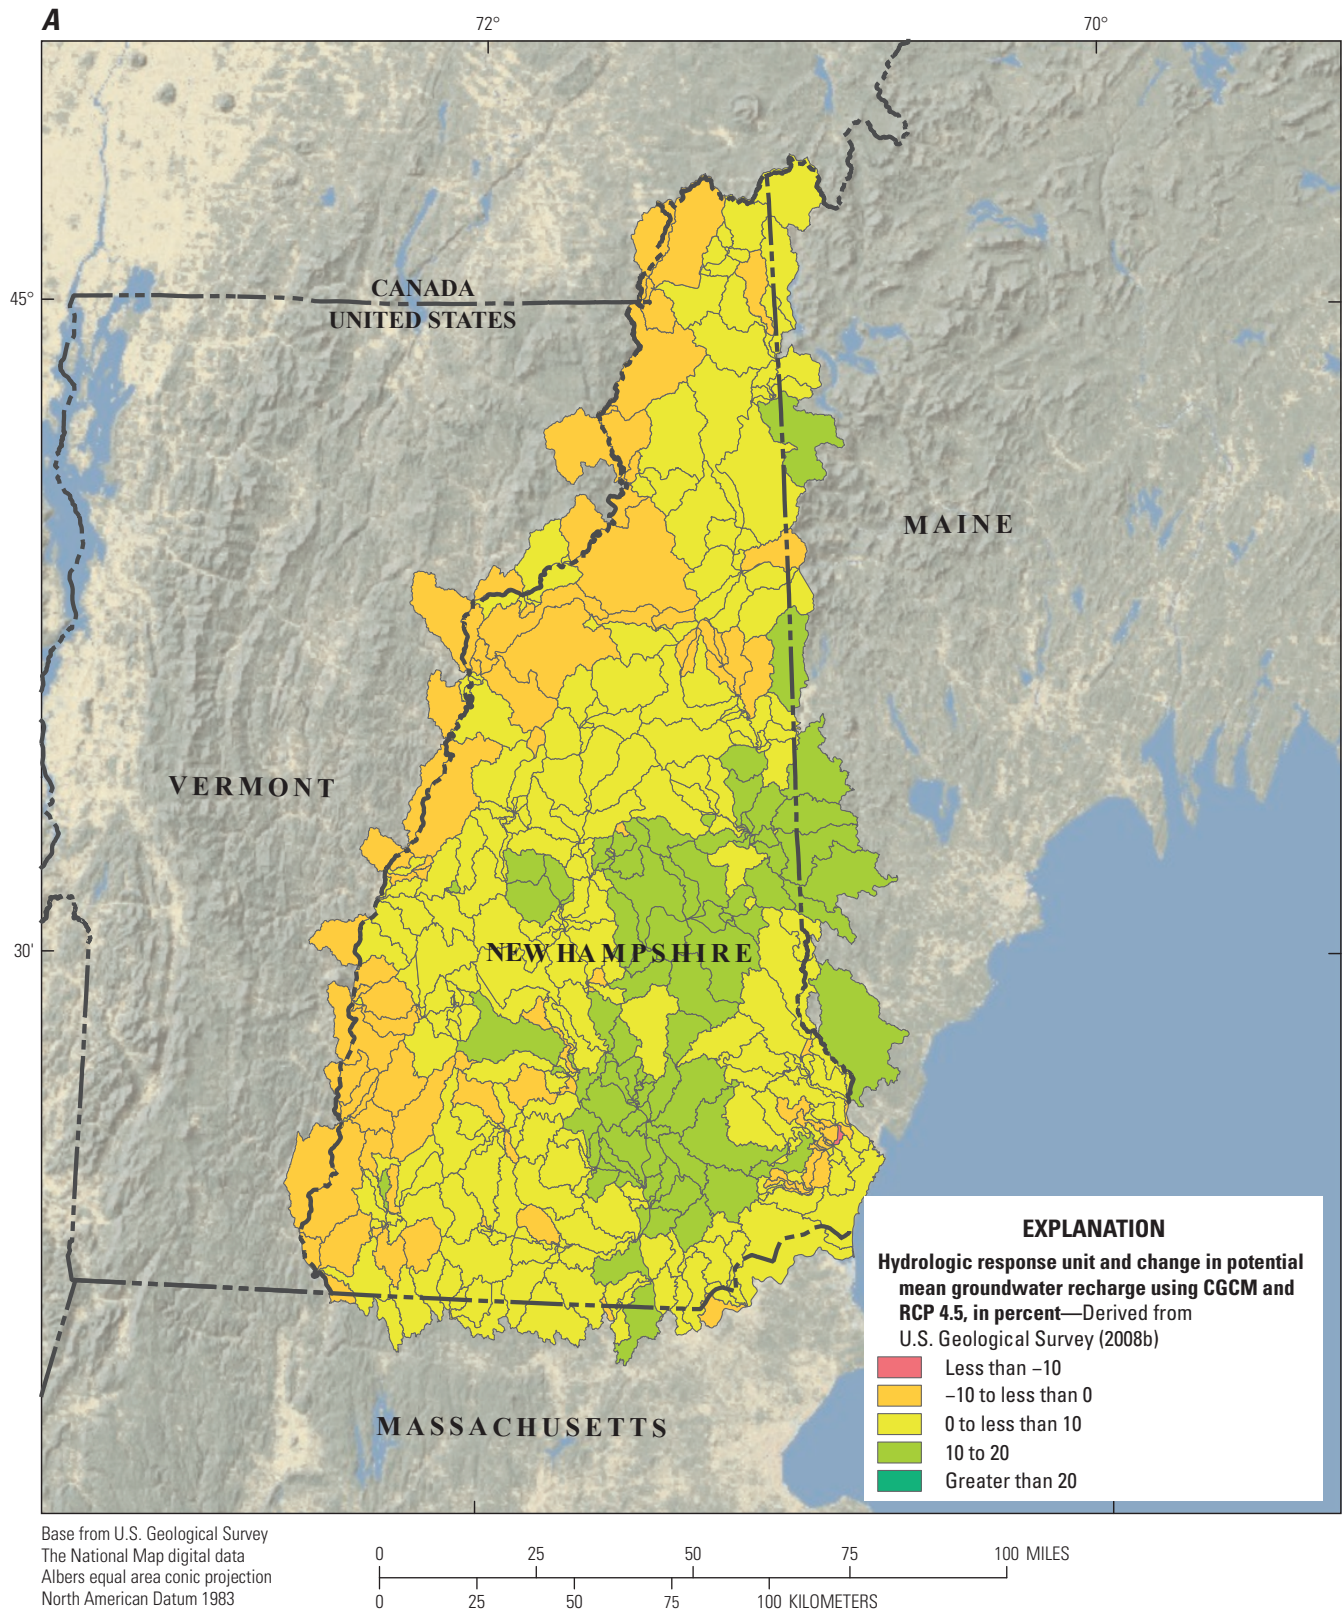 A
72°
70°
45°
CANADA
UNITED STATES
MAINE
VERMONT
30'
NEW HAMPSHIRE
EXPLANATION
Hydrologic response unit and change in potential
mean groundwater recharge using CGCM and
RCP 4.5, in percent—Derived from
U.S. Geological Survey (2008b)
Less than −10
−10 to less than 0
0 to less than 10
10 to 20
Greater than 20
MASSACHUSETTS
Base from U.S. Geological Survey
The National Map digital data
Albers equal area conic projection
North American Datum 1983
0 25 50 75 100 MILES
0 25 50 75 100 KILOMETERS